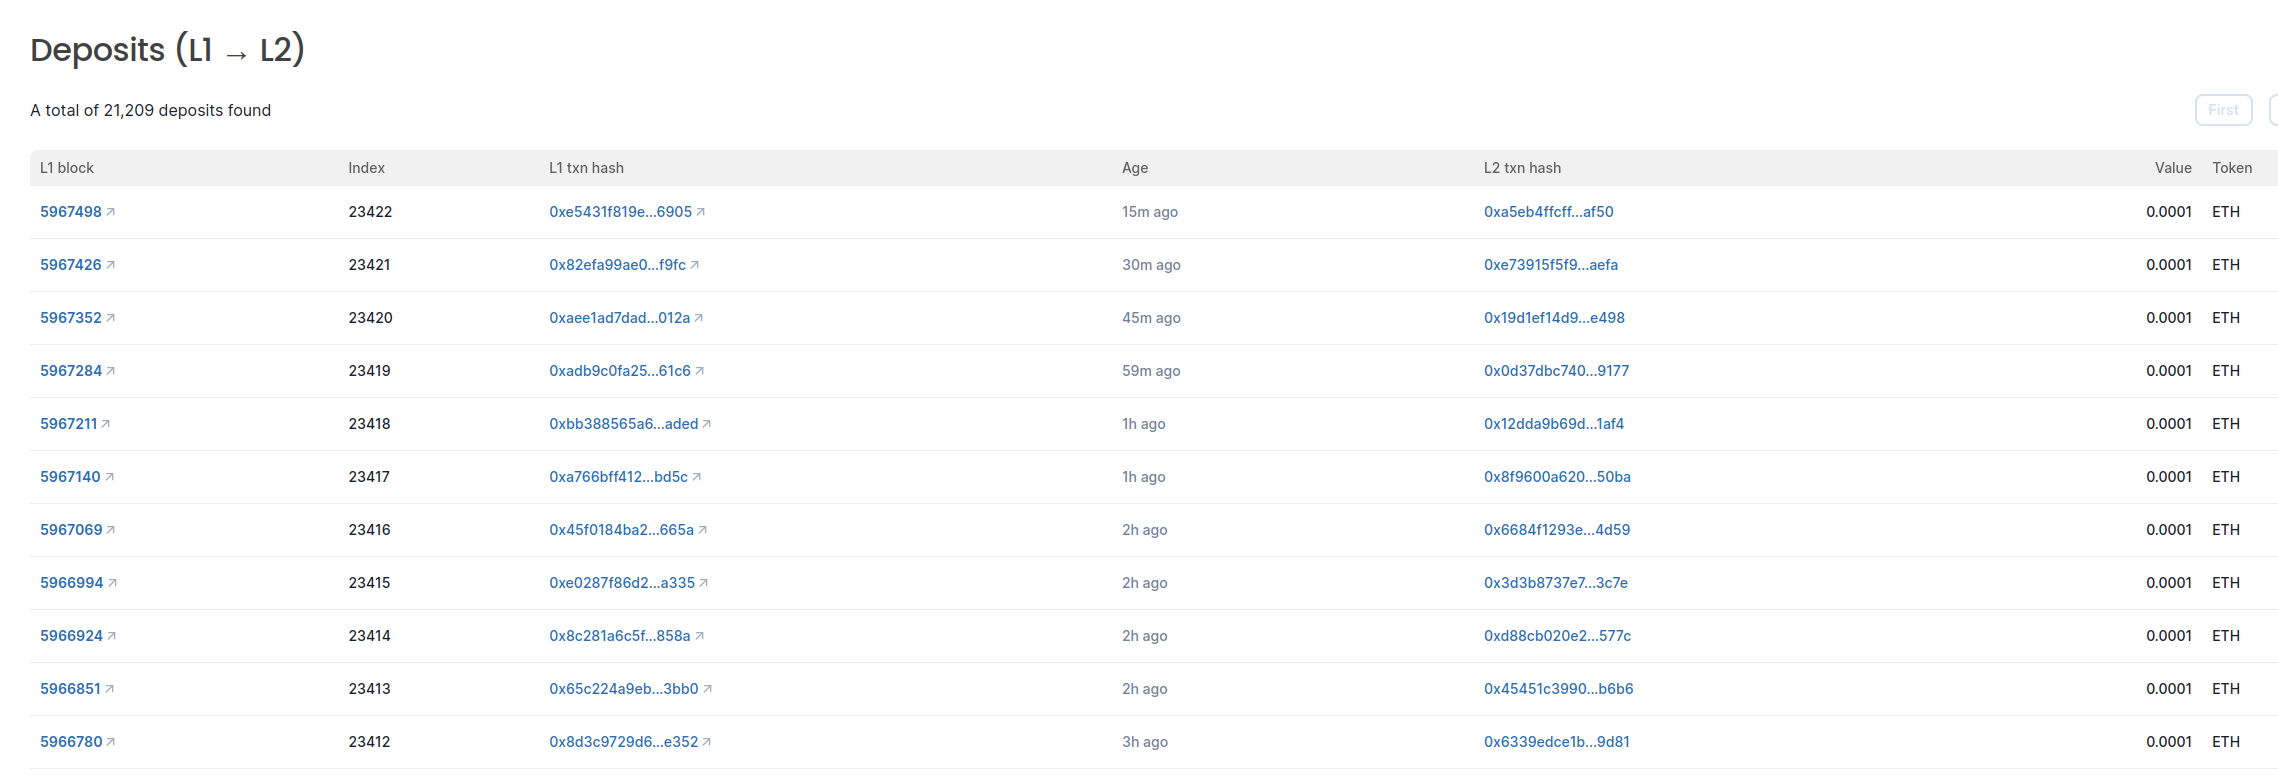 Deposits (L1 → L2)
A total of 21,209 deposits found
First
L1 block Index L1 txn hash Age L2 txn hash Value Token
5967498 23422 0xe5431f819e...6905 15m ago 0xa5eb4ffcff...af50 0.0001 ETH
5967426 23421 0x82efa99ae0...f9fc 30m ago 0xe73915f5f9...aefa 0.0001 ETH
5967352 23420 0xaee1ad7dad...012a 45m ago 0x19d1ef14d9...e498 0.0001 ETH
5967284 23419 0xadb9c0fa25...61c6 59m ago 0x0d37dbc740...9177 0.0001 ETH
5967211 23418 0xbb388565a6...aded 1h ago 0x12dda9b69d...1af4 0.0001 ETH
5967140 23417 0xa766bff412...bd5c 1h ago 0x8f9600a620...50ba 0.0001 ETH
5967069 23416 0x45f0184ba2...665a 2h ago 0x6684f1293e...4d59 0.0001 ETH
5966994 23415 0xe0287f86d2...a335 2h ago 0x3d3b8737e7...3c7e 0.0001 ETH
5966924 23414 0x8c281a6c5f...858a 2h ago 0xd88cb020e2...577c 0.0001 ETH
5966851 23413 0x65c224a9eb...3bb0 2h ago 0x45451c3990...b6b6 0.0001 ETH
5966780 23412 0x8d3c9729d6...e352 3h ago 0x6339edce1b...9d81 0.0001 ETH